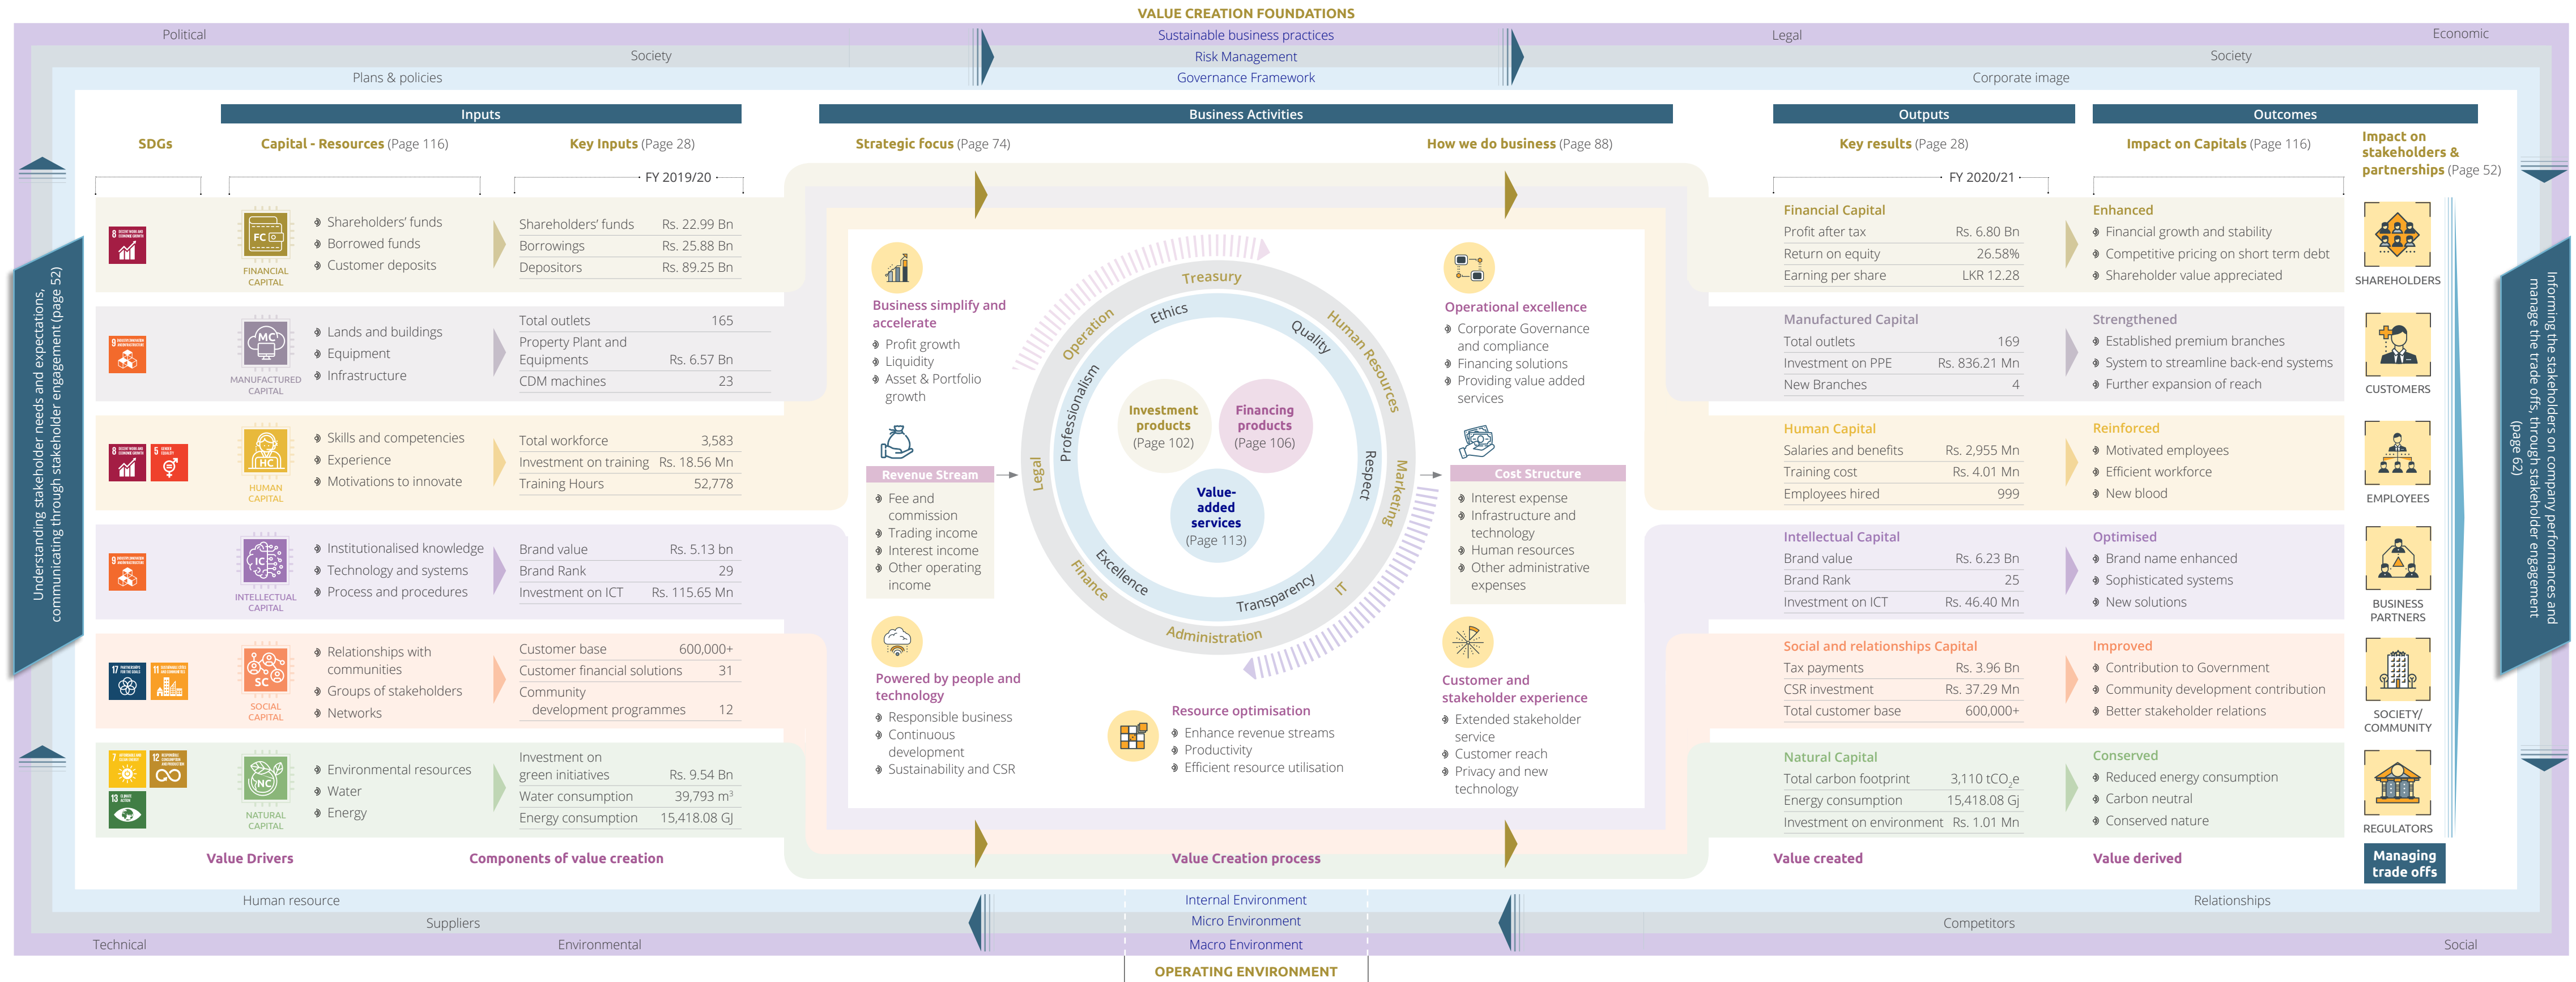 VALUE CREATION FOUNDATIONS
Political
Sustainable business practices
Legal
Economic
Society
Risk Management
Society
Plans & policies
Governance Framework
Corporate image
Inputs
Business Activities
Outputs
Outcomes
SDGs
Capital - Resources (Page 116)
Key Inputs (Page 28)
Strategic focus (Page 74)
How we do business (Page 88)
Key results (Page 28)
Impact on Capitals (Page 116)
Impact on
stakeholders &
partnerships (Page 52)
FY 2019/20
FY 2020/21
Understanding stakeholder needs and expectations,
communicating through stakeholder engagement (page 52)
8
FC
FINANCIAL
CAPITAL
Shareholders' funds
Borrowed funds
Customer deposits
Shareholders' funds Rs. 22.99 Bn
Borrowings Rs. 25.88 Bn
Depositors Rs. 89.25 Bn
9
MC
MANUFACTURED
CAPITAL
Lands and buildings
Equipment
Infrastructure
Total outlets 165
Property Plant and
Equipments Rs. 6.57 Bn
CDM machines 23
8
5
HC
HUMAN
CAPITAL
Skills and competencies
Experience
Motivations to innovate
Total workforce 3,583
Investment on training Rs. 18.56 Mn
Training Hours 52,778
9
IC
INTELLECTUAL
CAPITAL
Institutionalised knowledge
Technology and systems
Process and procedures
Brand value Rs. 5.13 bn
Brand Rank 29
Investment on ICT Rs. 115.65 Mn
17
11
SC
SOCIAL
CAPITAL
Relationships with
communities
Groups of stakeholders
Networks
Customer base 600,000+
Customer financial solutions 31
Community
development programmes 12
7
12
13
NC
NATURAL
CAPITAL
Environmental resources
Water
Energy
Investment on
green initiatives Rs. 9.54 Bn
Water consumption 39,793 m³
Energy consumption 15,418.08 GJ
Value Drivers
Components of value creation
Business simplify and
accelerate
Profit growth
Liquidity
Asset & Portfolio
growth
Revenue Stream
Fee and
commission
Trading income
Interest income
Other operating
income
Powered by people and
technology
Responsible business
Continuous
development
Sustainability and CSR
Treasury
Human Resources
Marketing
IT
Administration
Finance
Legal
Operation
Ethics
Quality
Respect
Transparency
Excellence
Professionalism
Investment
products
(Page 102)
Financing
products
(Page 106)
Value-
added
services
(Page 113)
Resource optimisation
Enhance revenue streams
Productivity
Efficient resource utilisation
Operational excellence
Corporate Governance
and compliance
Financing solutions
Providing value added
services
Cost Structure
Interest expense
Infrastructure and
technology
Human resources
Other administrative
expenses
Customer and
stakeholder experience
Extended stakeholder
service
Customer reach
Privacy and new
technology
Value Creation process
Financial Capital
Profit after tax Rs. 6.80 Bn
Return on equity 26.58%
Earning per share LKR 12.28
Enhanced
Financial growth and stability
Competitive pricing on short term debt
Shareholder value appreciated
SHAREHOLDERS
Manufactured Capital
Total outlets 169
Investment on PPE Rs. 836.21 Mn
New Branches 4
Strengthened
Established premium branches
System to streamline back-end systems
Further expansion of reach
CUSTOMERS
Human Capital
Salaries and benefits Rs. 2,955 Mn
Training cost Rs. 4.01 Mn
Employees hired 999
Reinforced
Motivated employees
Efficient workforce
New blood
EMPLOYEES
Intellectual Capital
Brand value Rs. 6.23 Bn
Brand Rank 25
Investment on ICT Rs. 46.40 Mn
Optimised
Brand name enhanced
Sophisticated systems
New solutions
BUSINESS
PARTNERS
Social and relationships Capital
Tax payments Rs. 3.96 Bn
CSR investment Rs. 37.29 Mn
Total customer base 600,000+
Improved
Contribution to Government
Community development contribution
Better stakeholder relations
SOCIETY/
COMMUNITY
Natural Capital
Total carbon footprint 3,110 tCO₂e
Energy consumption 15,418.08 Gj
Investment on environment Rs. 1.01 Mn
Conserved
Reduced energy consumption
Carbon neutral
Conserved nature
REGULATORS
Value created
Value derived
Managing
trade offs
Informing the stakeholders on company performances and
manage the trade offs, through stakeholder engagement
(page 62)
Human resource
Internal Environment
Relationships
Suppliers
Micro Environment
Competitors
Technical
Environmental
Macro Environment
Social
OPERATING ENVIRONMENT